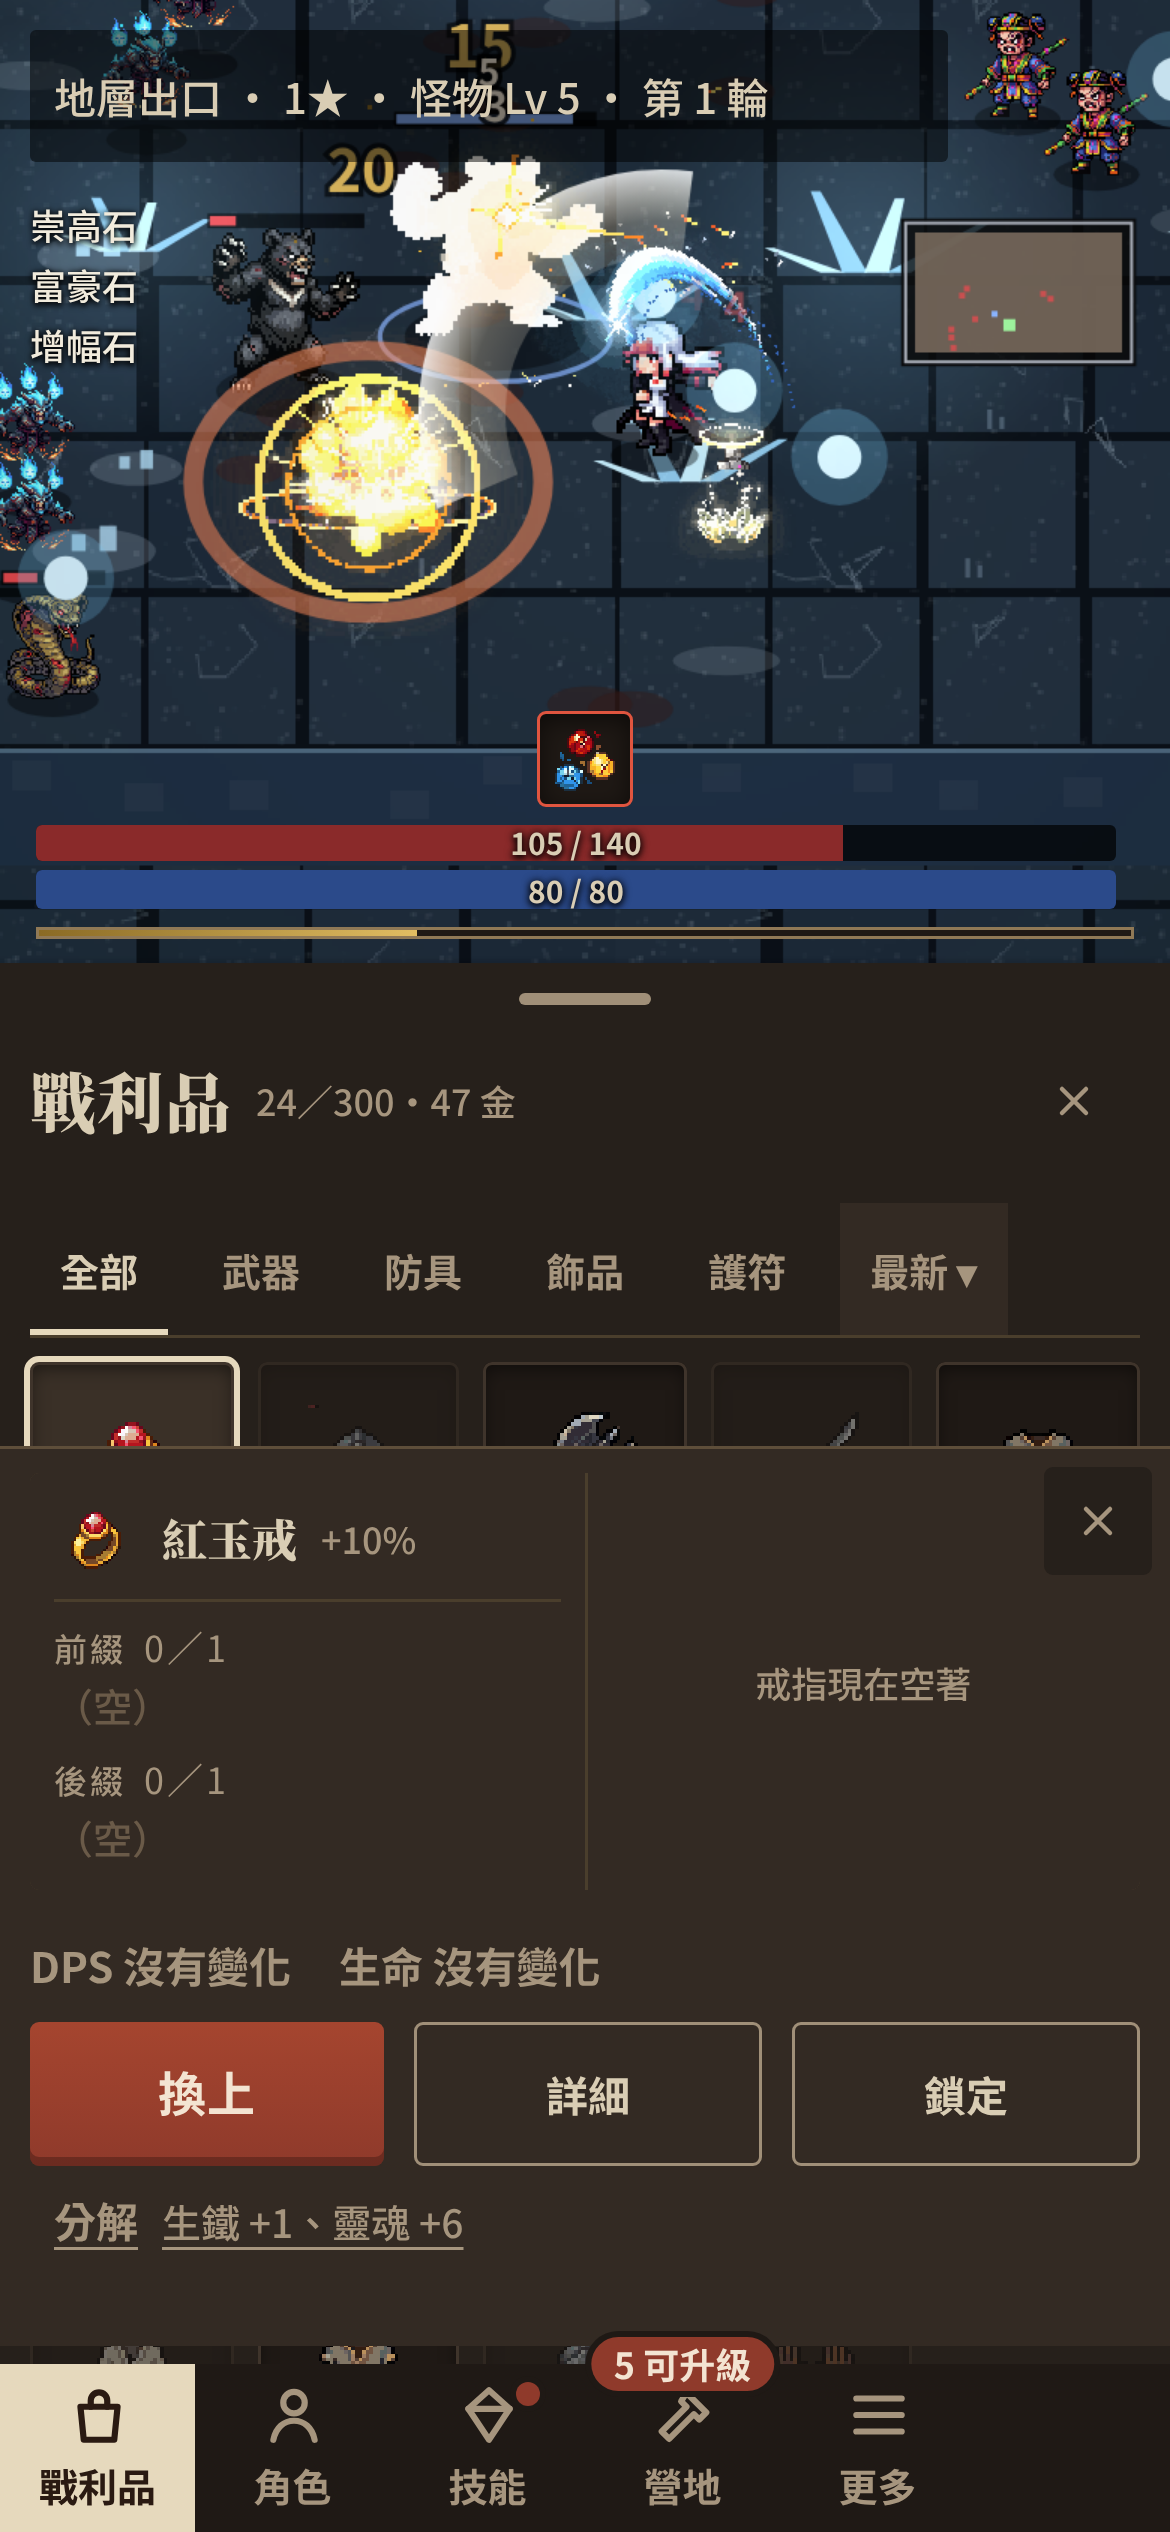 15
5
3
地層出口 · 1★ · 怪物 Lv 5 · 第 1 輪
20
崇高石
富豪石
增幅石
105 / 140
80 / 80
戰利品 24／300・47 金
全部 武器 防具 飾品 護符 最新 ▾
紅玉戒 +10%
前綴 0／1
（空）
後綴 0／1
（空）
戒指現在空著
DPS 沒有變化 生命 沒有變化
換上 詳細 鎖定
分解 生鐵 +1、靈魂 +6
5 可升級
戰利品 角色 技能 營地 更多